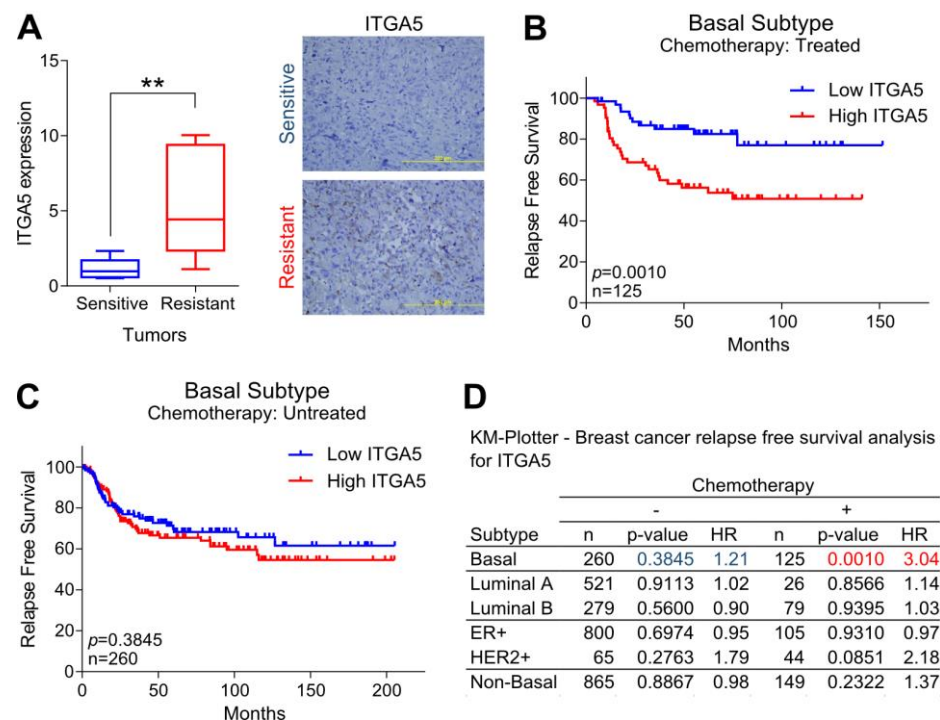 A
ITGA5
15
10
5
0
ITGA5 expression
**
Sensitive
Resistant
Tumors
Sensitive
Resistant
B
Basal Subtype
Chemotherapy: Treated
Low ITGA5
High ITGA5
100
80
60
40
20
0
Relapse Free Survival
p=0.0010
n=125
0 50 100 150
Months
C
Basal Subtype
Chemotherapy: Untreated
Low ITGA5
High ITGA5
100
80
60
40
20
0
Relapse Free Survival
p=0.3845
n=260
0 50 100 150 200
Months
D
KM-Plotter - Breast cancer relapse free survival analysis
for ITGA5
Chemotherapy
- +
Subtype n p-value HR n p-value HR
Basal 260 0.3845 1.21 125 0.0010 3.04
Luminal A 521 0.9113 1.02 26 0.8566 1.14
Luminal B 279 0.5600 0.90 79 0.9395 1.03
ER+ 800 0.6974 0.95 105 0.9310 0.97
HER2+ 65 0.2763 1.79 44 0.0851 2.18
Non-Basal 865 0.8867 0.98 149 0.2322 1.37